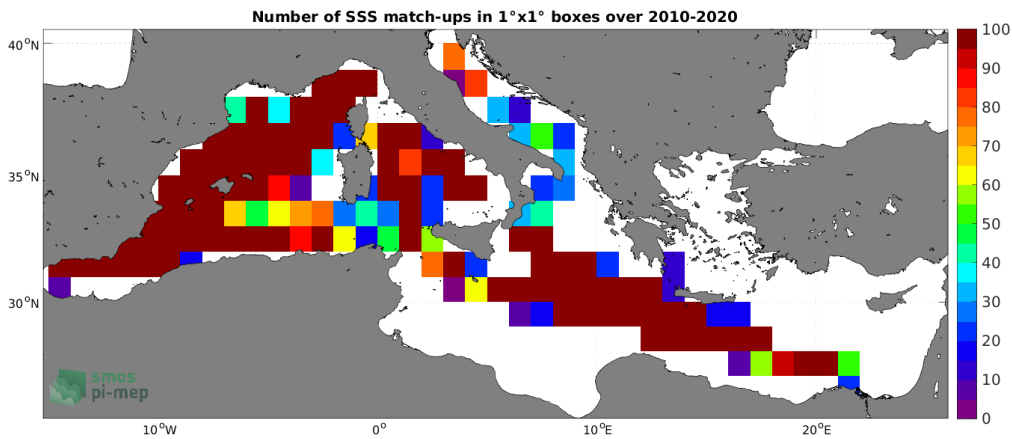 Number of SSS match-ups in 1°x1° boxes over 2010-2020
40°N
35°N
30°N
10°W
0°
10°E
20°E
100
90
80
70
60
50
40
30
20
10
0
smos
pi-mep